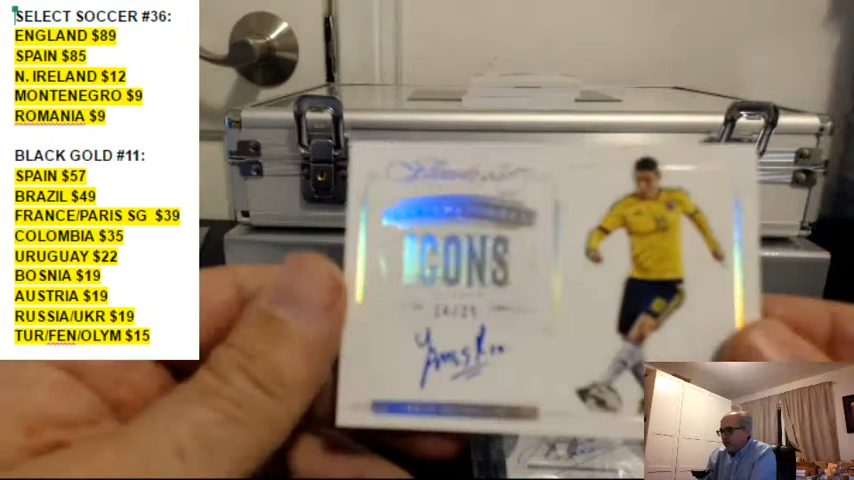 SELECT SOCCER #36:
ENGLAND $89
SPAIN $85
N. IRELAND $12
MONTENEGRO $9
ROMANIA $9
BLACK GOLD #11:
SPAIN $57
BRAZIL $49
FRANCE/PARIS SG $39
COLOMBIA $35
URUGUAY $22
BOSNIA $19
AUSTRIA $19
RUSSIA/UKR $19
TUR/FEN/OLYM $15
ICONS